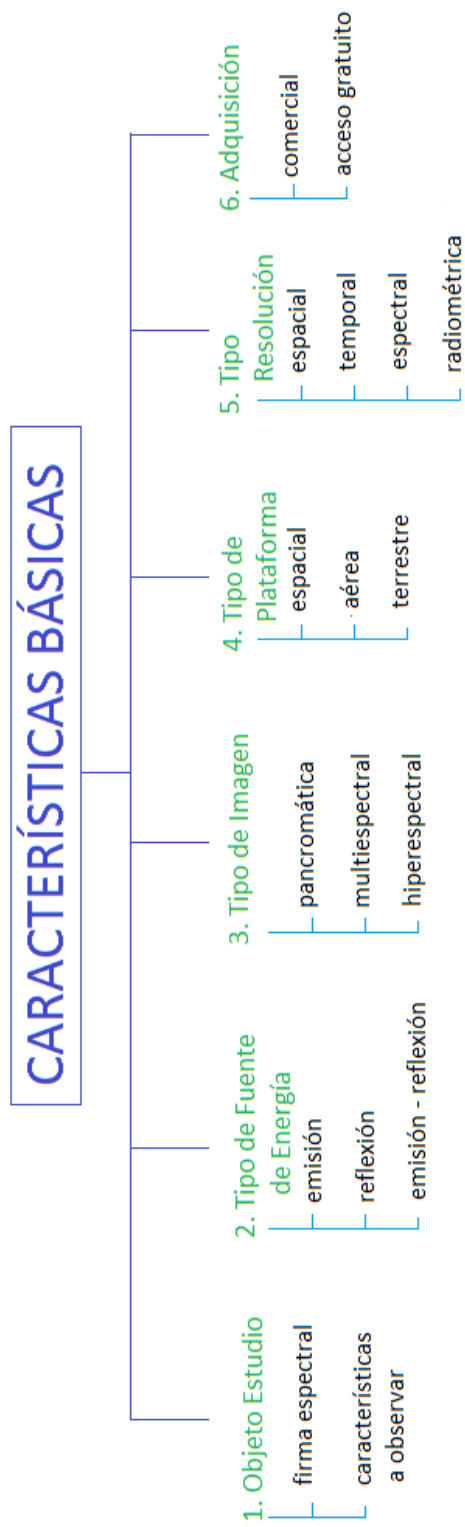 CARACTERÍSTICAS BÁSICAS
1. Objeto Estudio
firma espectral
características
a observar
2. Tipo de Fuente
de Energía
emisión
reflexión
emisión - reflexión
3. Tipo de Imagen
pancromática
multiespectral
hiperespectral
4. Tipo de
Plataforma
espacial
aérea
terrestre
5. Tipo
Resolución
espacial
temporal
espectral
radiométrica
6. Adquisición
comercial
acceso gratuito